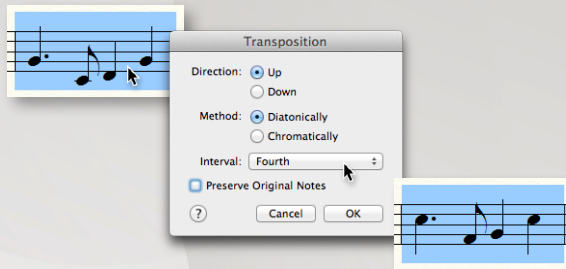 Transposition
Direction: Up
Down
Method: Diatonically
Chromatically
Interval: Fourth
Preserve Original Notes
? Cancel OK